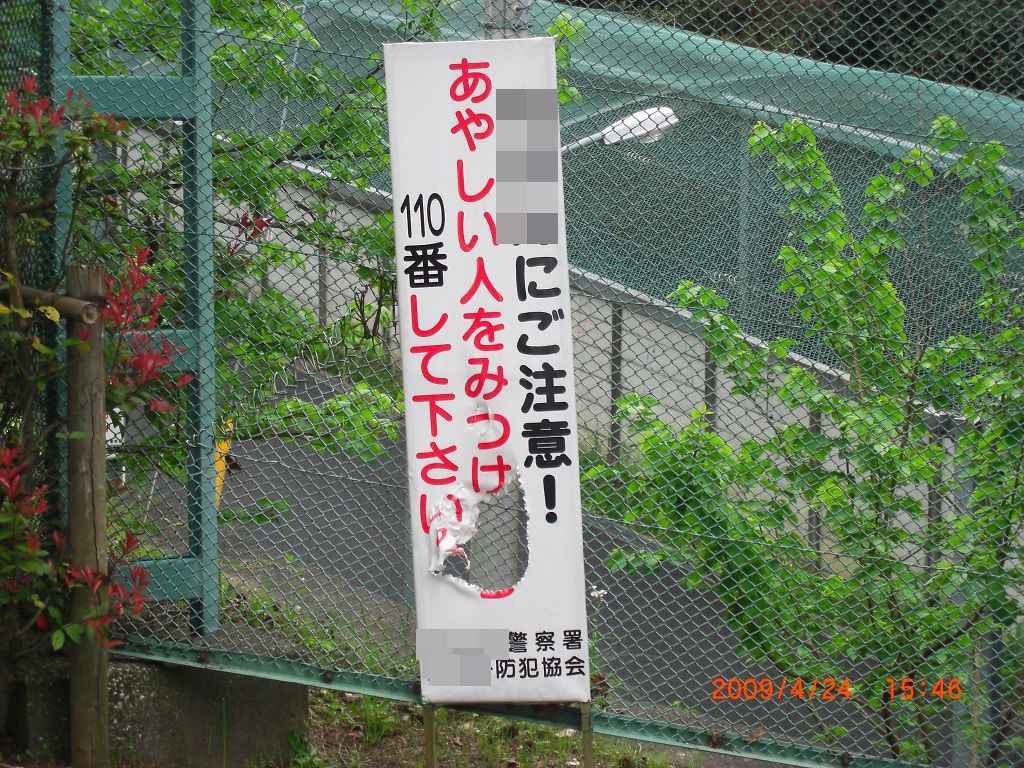 にご注意!
あやしい人をみつけ
110番して下さい。
警察署
防犯協会
2009/4/24 15:46